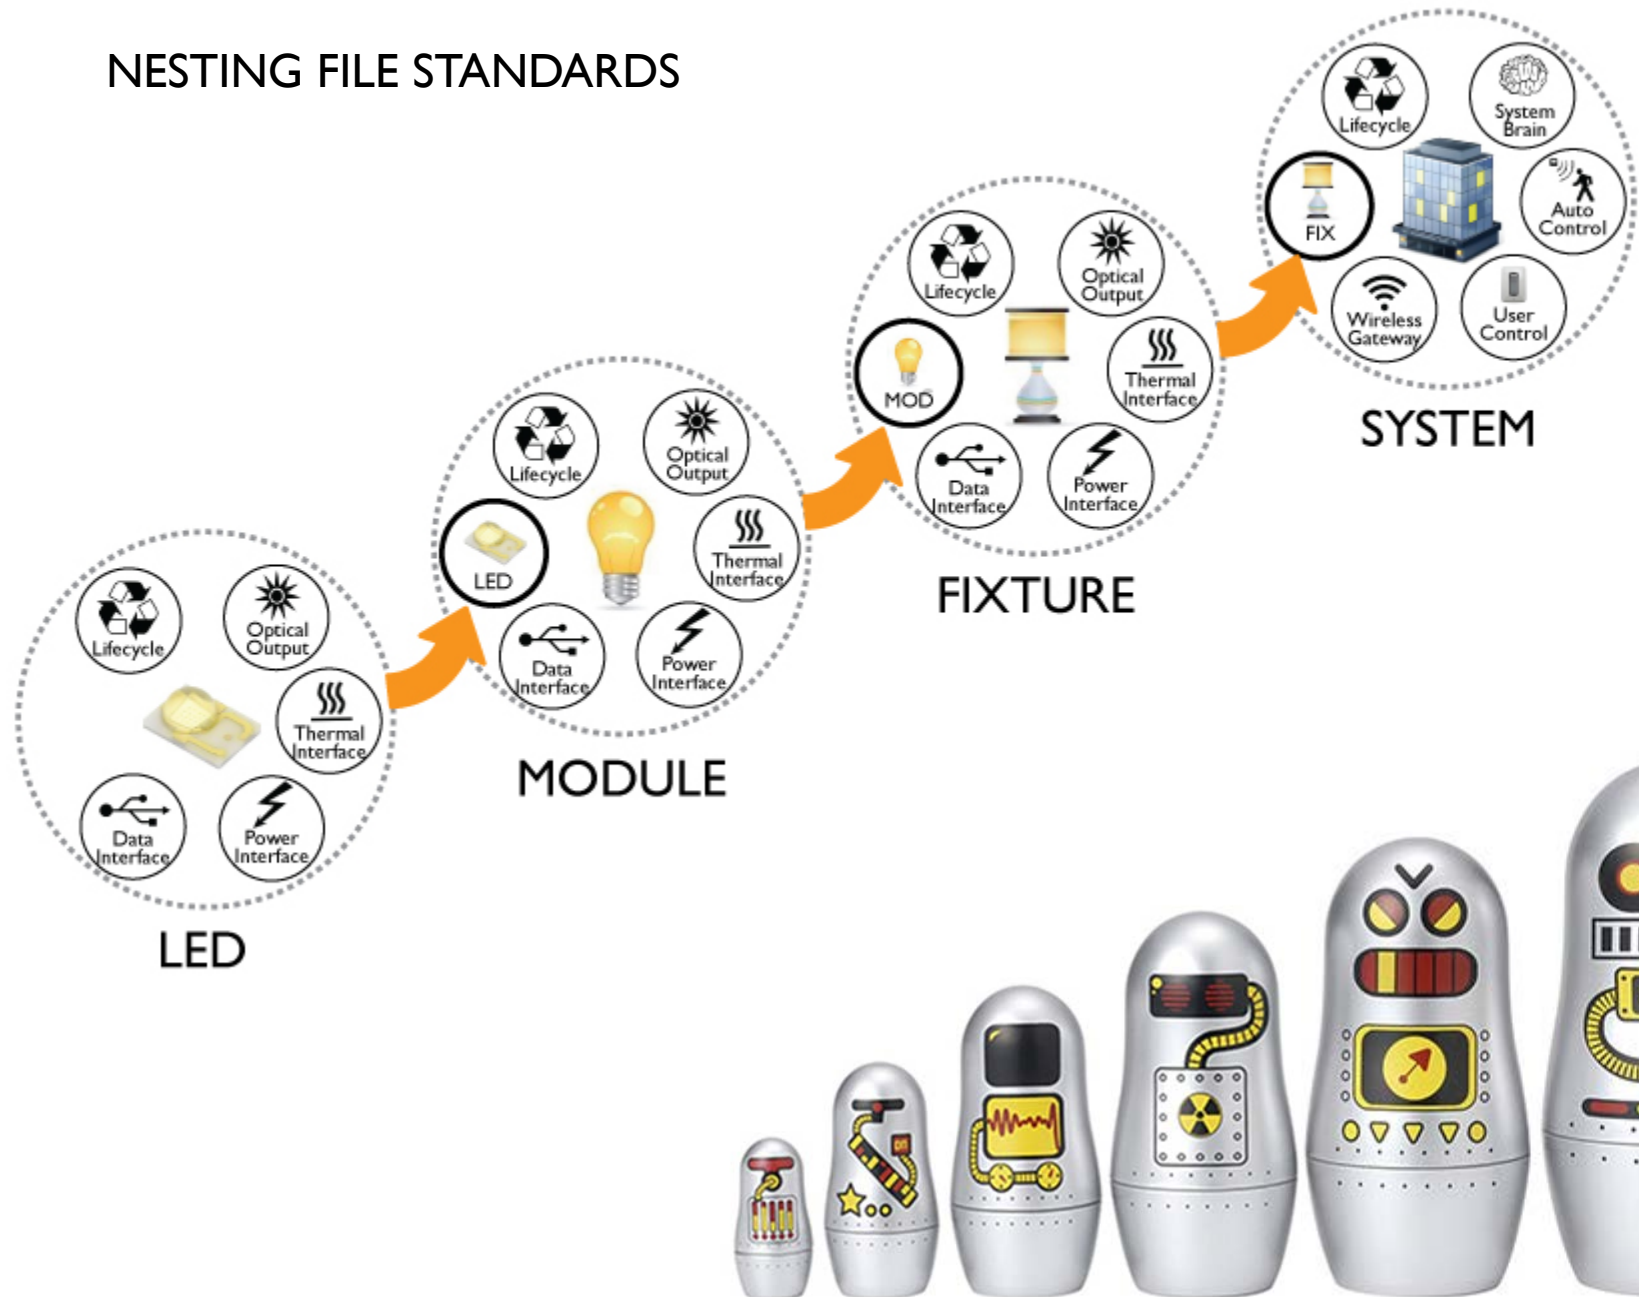 NESTING FILE STANDARDS
Lifecycle
System
Brain
FIX
Auto
Control
Wireless
Gateway
User
Control
SYSTEM
Lifecycle
Optical
Output
MOD
Thermal
Interface
Data
Interface
Power
Interface
FIXTURE
Lifecycle
Optical
Output
LED
Thermal
Interface
Data
Interface
Power
Interface
MODULE
Lifecycle
Optical
Output
Thermal
Interface
Data
Interface
Power
Interface
LED